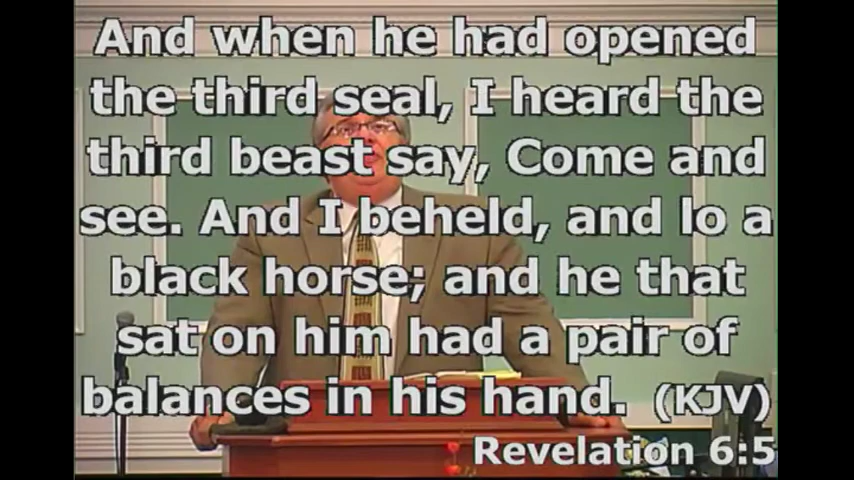 And when he had opened
the third seal, I heard the
third beast say, Come and
see. And I beheld, and lo a
black horse; and he that
sat on him had a pair of
balances in his hand. (KJV)
Revelation 6:5